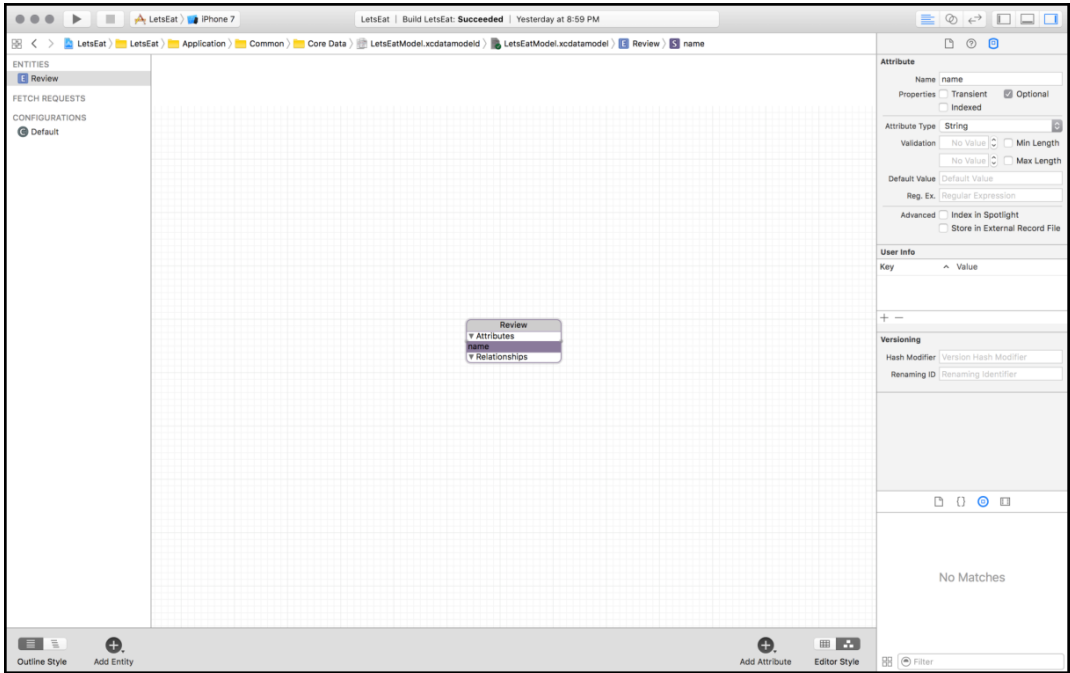 LetsEat iPhone 7
LetsEat | Build LetsEat: Succeeded | Yesterday at 8:59 PM
LetsEat LetsEat Application Common Core Data LetsEatModel.xcdatamodeld LetsEatModel.xcdatamodel E Review S name
ENTITIES
E Review
FETCH REQUESTS
CONFIGURATIONS
C Default
Review
Attributes
name
Relationships
Outline Style
Add Entity
Add Attribute
Editor Style
Attribute
Name name
Properties Transient Optional
Indexed
Attribute Type String
Validation No Value Min Length
No Value Max Length
Default Value Default Value
Reg. Ex. Regular Expression
Advanced Index in Spotlight
Store in External Record File
User Info
Key Value
+ −
Versioning
Hash Modifier Version Hash Modifier
Renaming ID Renaming Identifier
{}
No Matches
Filter